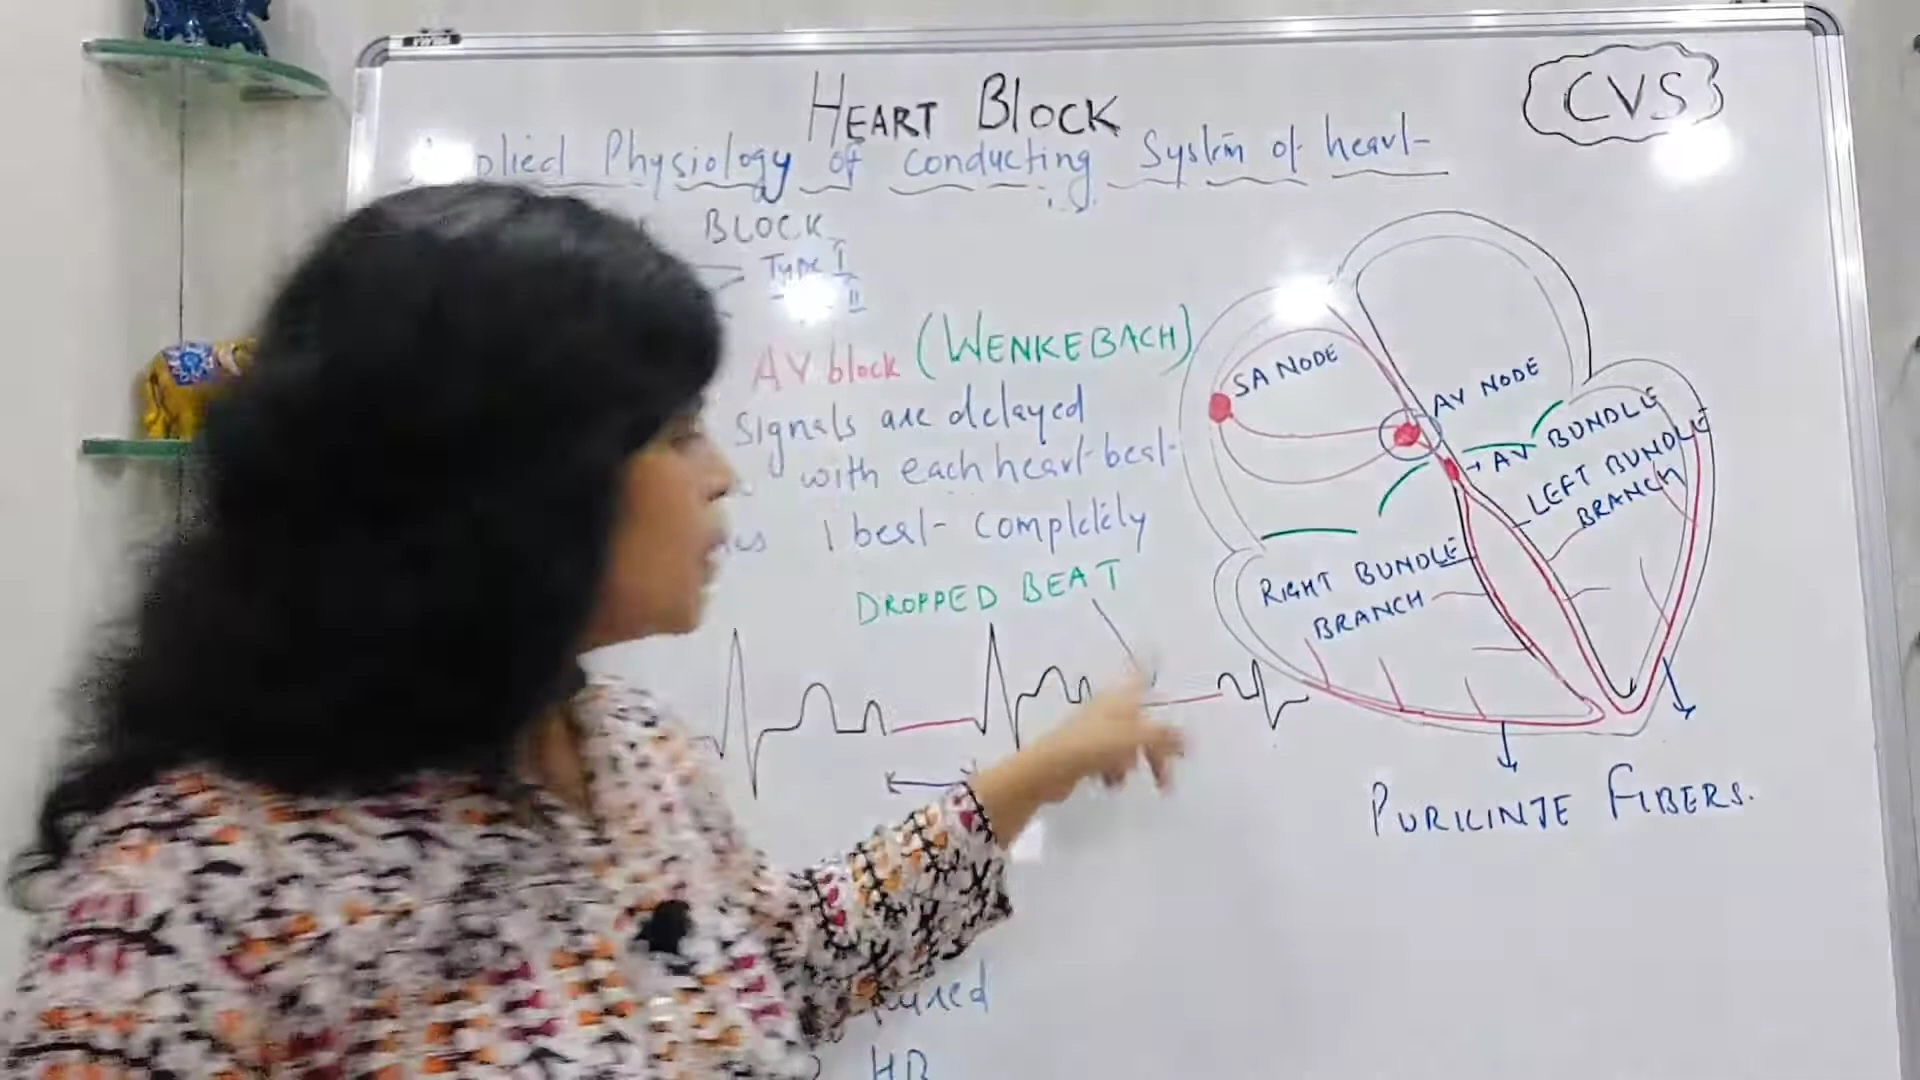 HEART BLOCK
CVS
Physiology of conducting System of heart
BLOCK
Type I
II
AV block (WENKEBACH)
Signals are delayed
with each heart beat
1 beat completely
DROPPED BEAT
SA NODE
AV NODE
AV BUNDLE
LEFT BUNDLE
BRANCH
RIGHT BUNDLE
BRANCH
PURKINJE FIBERS.
HR